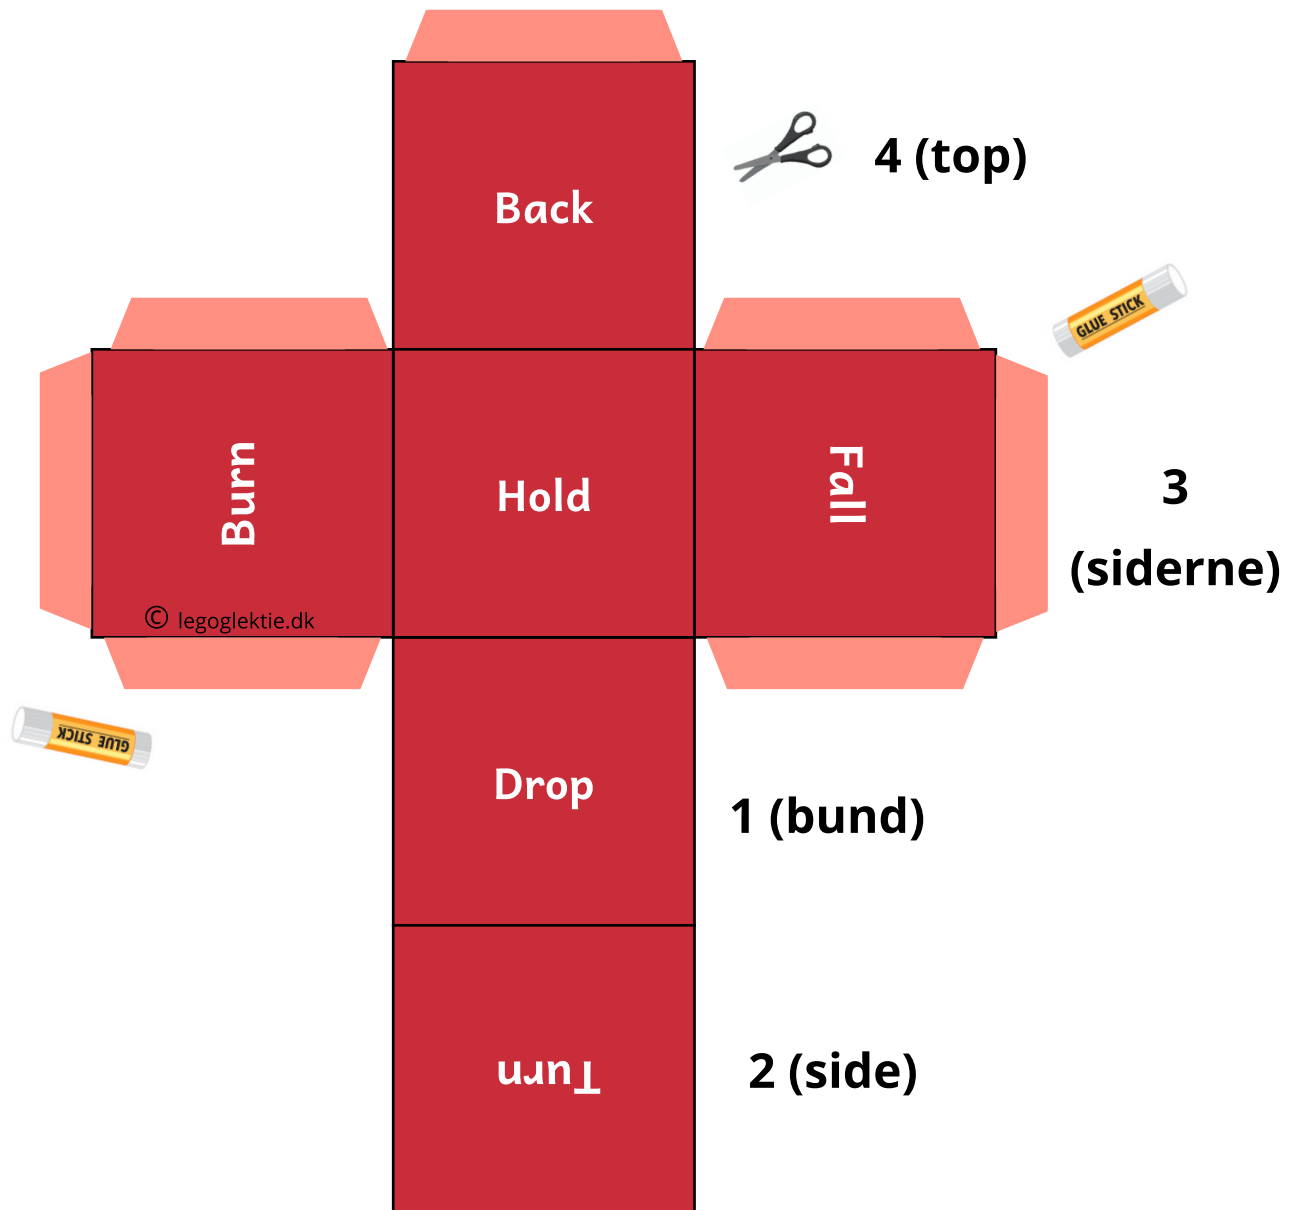 Back
4 (top)
GLUE STICK
Burn
Hold
Fall
3
(siderne)
© legoglektie.dk
GLUE STICK
Drop
1 (bund)
Turn
2 (side)